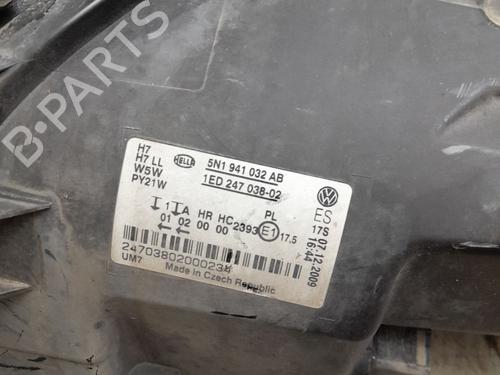 H7
H7 LL
W5W
PY21W
HELLA
5N1 941 032 AB
1ED 247 038-02
1 A HR HC 2393 PL E1 17.5
01 02 00 00
ES
17S
07.12.2009
16:44
24703802000238
UM7
Made in Czech Republic
B-PARTS